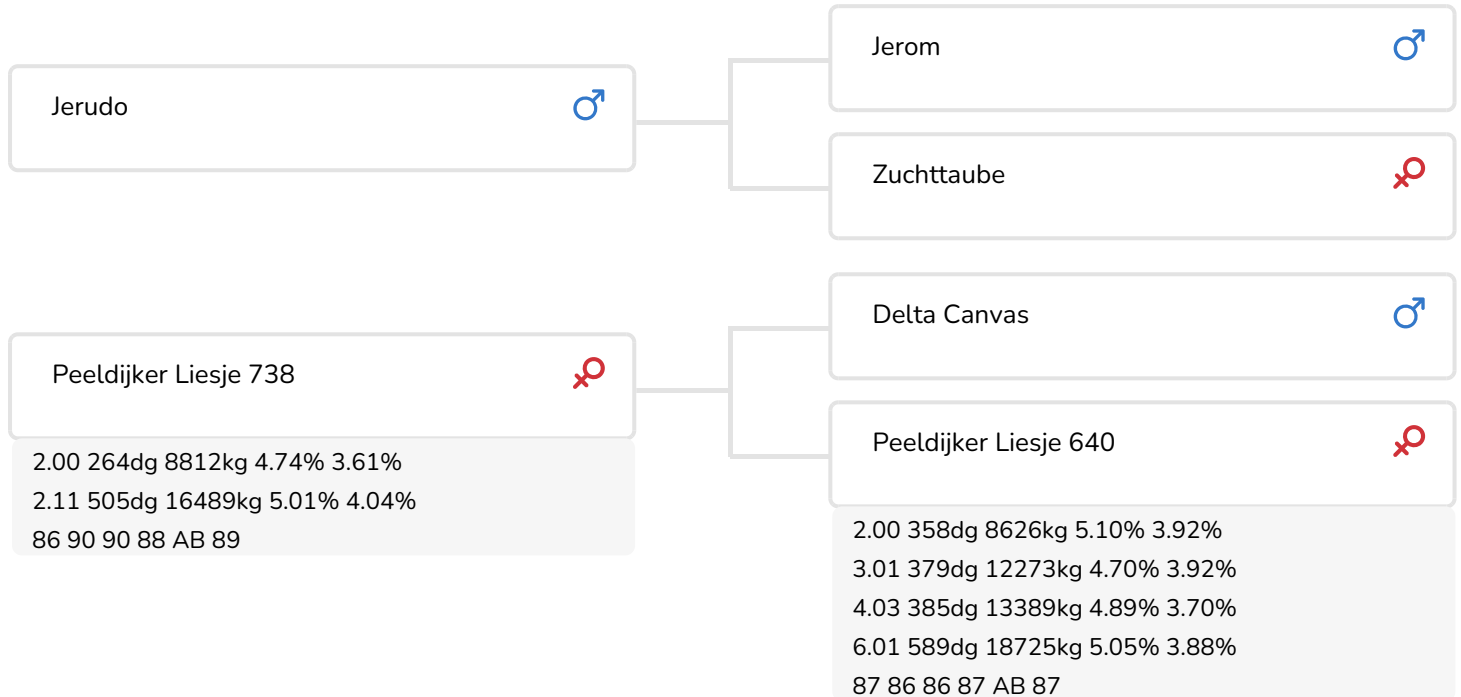 Jerom
Jerudo
Zuchttaube
Delta Canvas
Peeldijker Liesje 738
Peeldijker Liesje 640
2.00 264dg 8812kg 4.74% 3.61%
2.11 505dg 16489kg 5.01% 4.04%
86 90 90 88 AB 89
2.00 358dg 8626kg 5.10% 3.92%
3.01 379dg 12273kg 4.70% 3.92%
4.03 385dg 13389kg 4.89% 3.70%
6.01 589dg 18725kg 5.05% 3.88%
87 86 86 87 AB 87